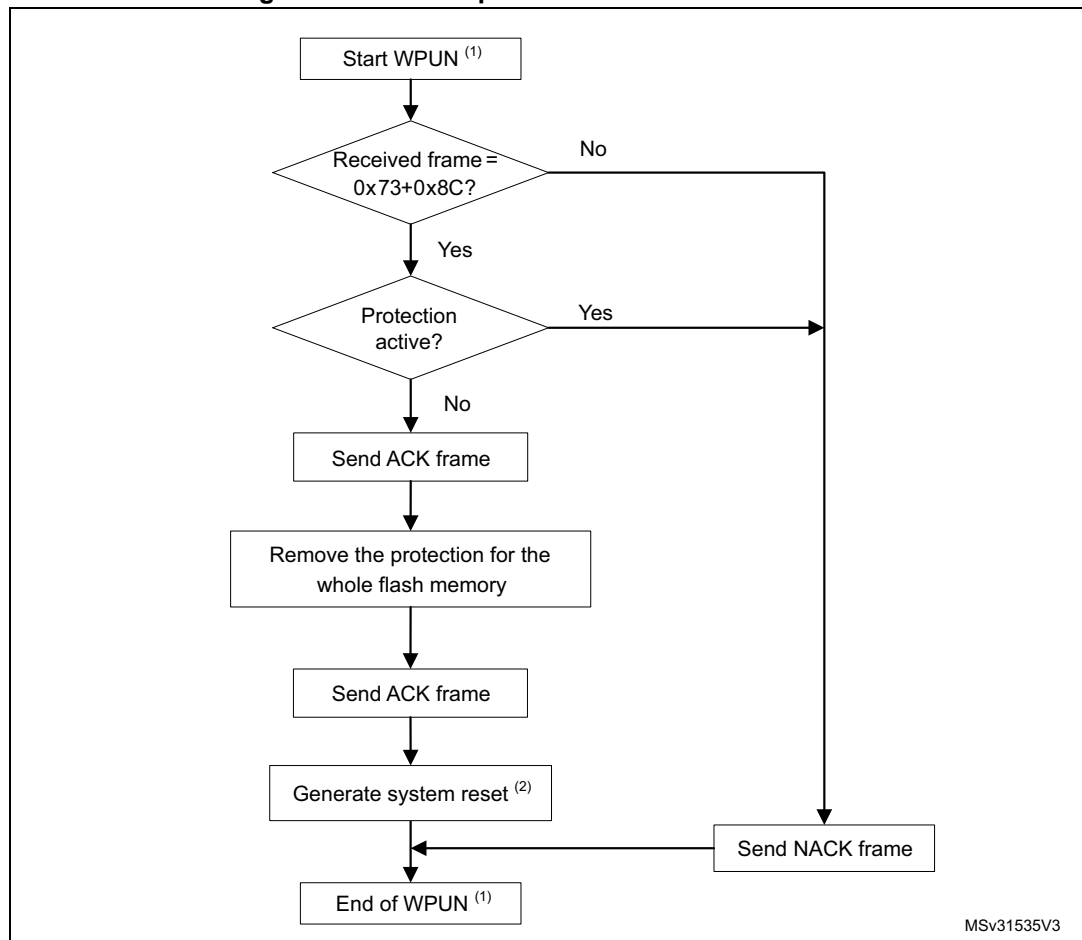 Start WPUN (1)
Received frame =
0x73+0x8C?
No
Yes
Protection
active?
Yes
No
Send ACK frame
Remove the protection for the
whole flash memory
Send ACK frame
Generate system reset (2)
Send NACK frame
End of WPUN (1)
MSv31535V3